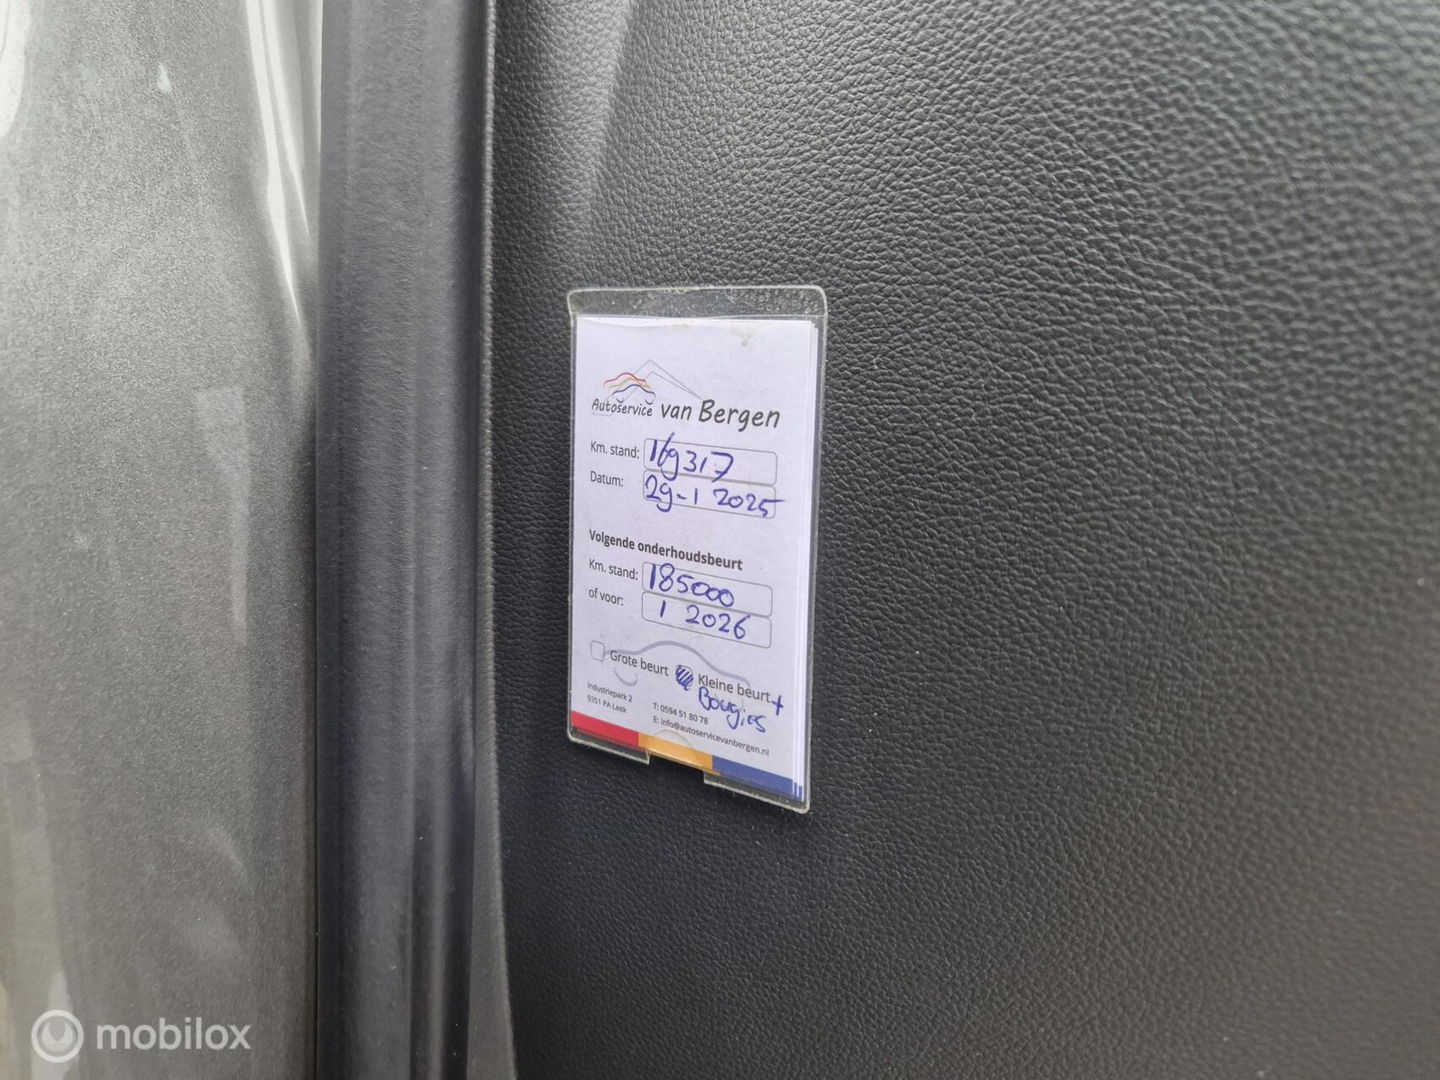 Autoservice van Bergen
Km. stand: 169317
Datum: 29-1 2025
Volgende onderhoudsbeurt
Km. stand: 185000
of voor: 1 2026
Grote beurt Kleine beurt +
Bougies
Industriepark 2
9351 PA Leek
T: 0594 51 80 78
E: info@autoservicevanbergen.nl
mobilox